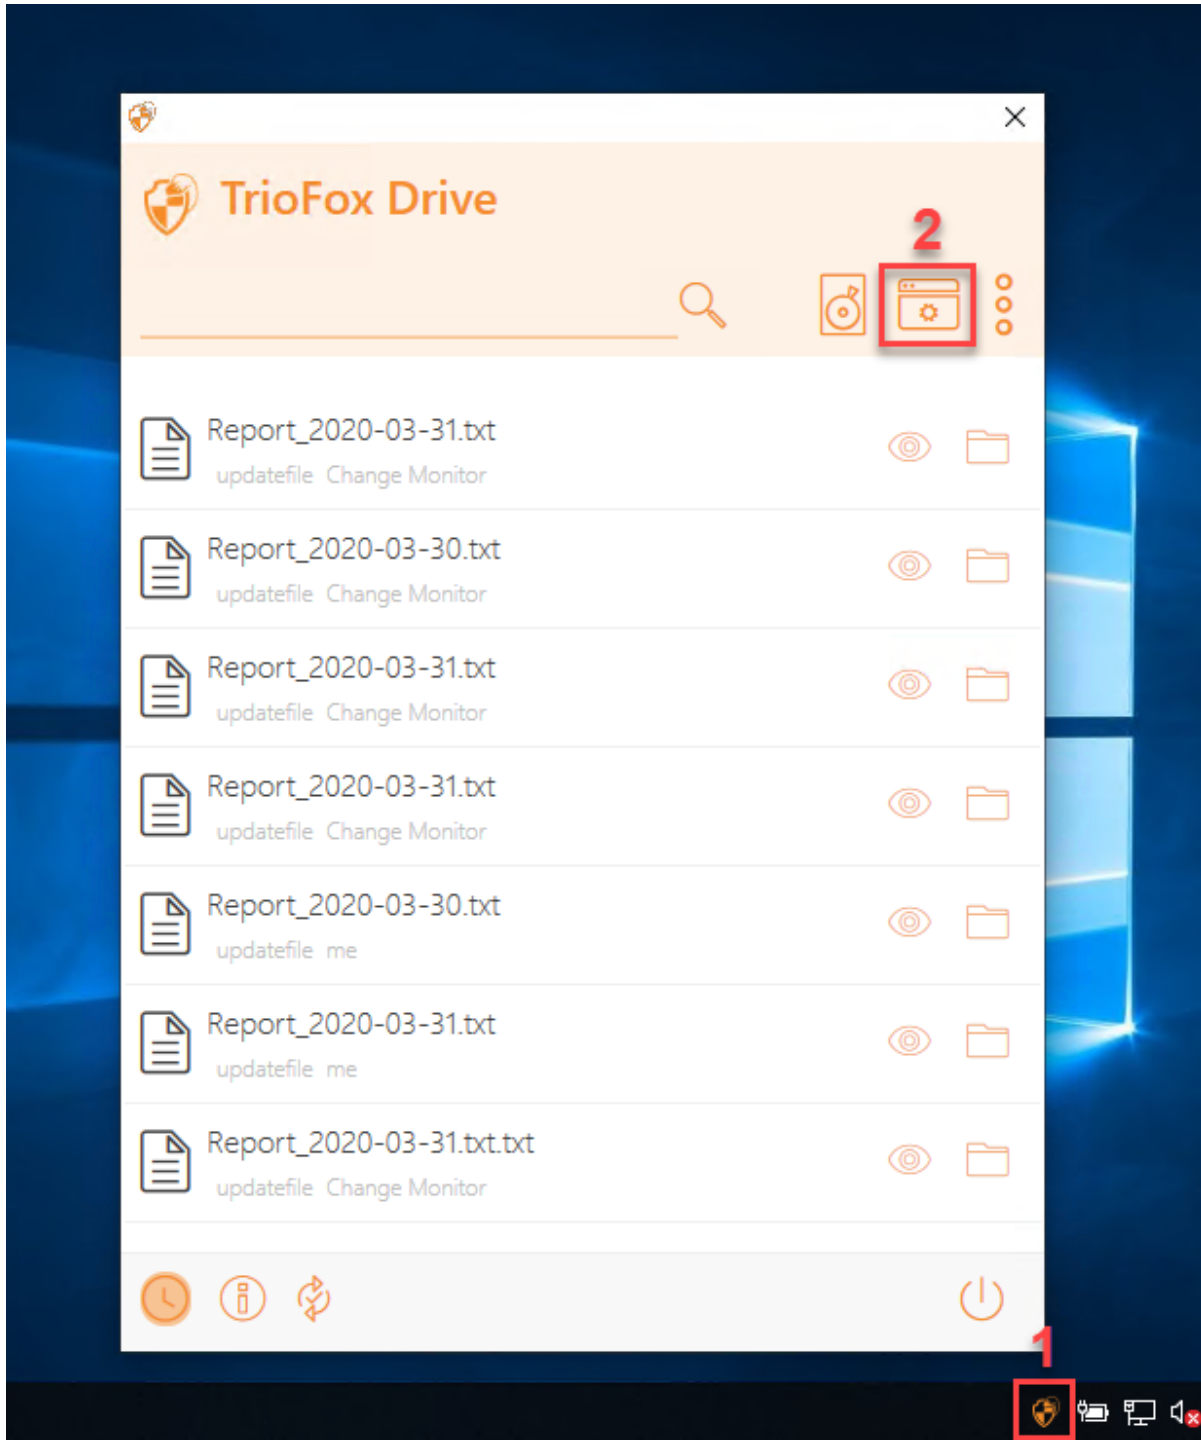 TrioFox Drive
2
Report_2020-03-31.txt
updatefile Change Monitor
Report_2020-03-30.txt
updatefile Change Monitor
Report_2020-03-31.txt
updatefile Change Monitor
Report_2020-03-31.txt
updatefile Change Monitor
Report_2020-03-30.txt
updatefile me
Report_2020-03-31.txt
updatefile me
Report_2020-03-31.txt.txt
updatefile Change Monitor
1